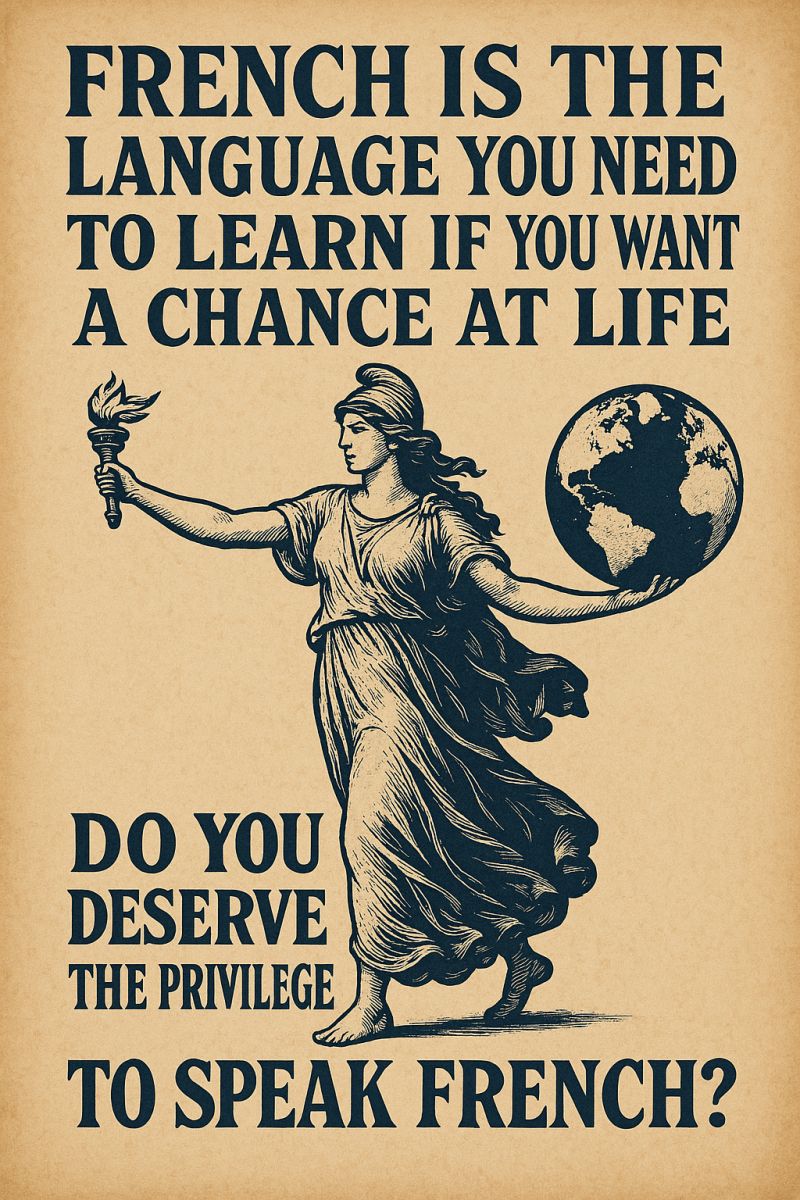 FRENCH IS THE
LANGUAGE YOU NEED
TO LEARN IF YOU WANT
A CHANCE AT LIFE
DO YOU
DESERVE
THE PRIVILEGE
TO SPEAK FRENCH?